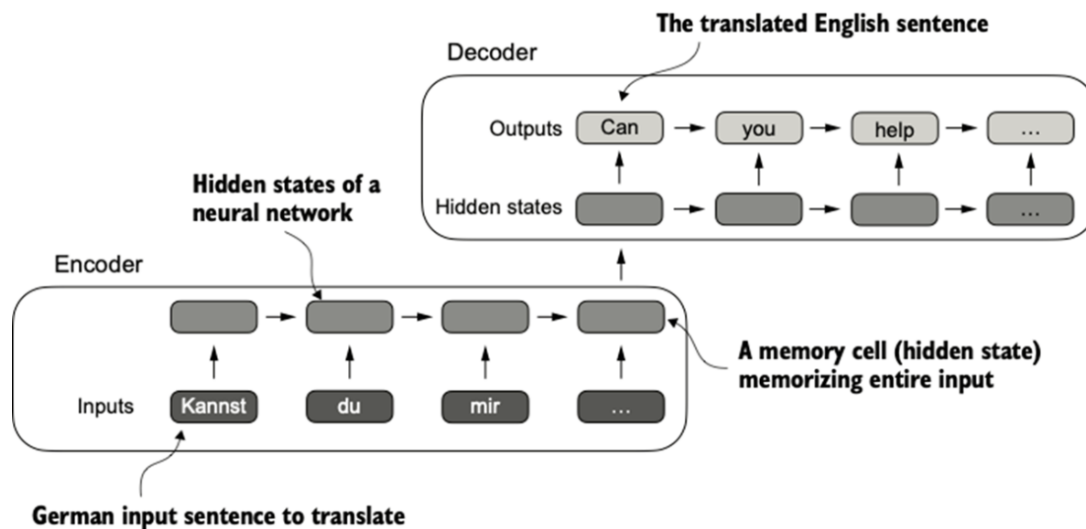 The translated English sentence
Decoder
Outputs Can you help ...
Hidden states of a
neural network
Hidden states ...
Encoder
A memory cell (hidden state)
memorizing entire input
Inputs Kannst du mir ...
German input sentence to translate